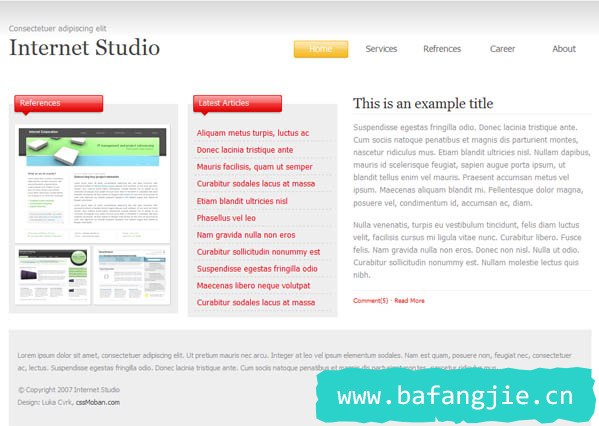 Consectetuer adipiscing elit
Internet Studio
Home
Services
Refrences
Career
About
References
Internet Corporation
Latest Articles
Aliquam metus turpis, luctus ac
Donec lacinia tristique ante
Mauris facilisis, quam ut semper
Curabitur sodales lacus at massa
Etiam blandit ultricies nisl
Phasellus vel leo
Nam gravida nulla non eros
Curabitur sollicitudin nonummy est
Suspendisse egestas fringilla odio
Maecenas libero neque volutpat
Curabitur sodales lacus at massa
This is an example title
Suspendisse egestas fringilla odio. Donec lacinia tristique ante.
Cum sociis natoque penatibus et magnis dis parturient montes,
nascetur ridiculus mus. Etiam blandit ultricies nisl. Nullam dapibus,
mauris id scelerisque feugiat, sapien augue porta ipsum, ut
blandit tellus enim vel mauris. Praesent accumsan metus vel
ipsum. Maecenas aliquam blandit mi. Pellentesque dolor magna,
posuere vel, condimentum id, accumsan ac, diam.
Nulla venenatis, turpis eu vestibulum tincidunt, felis diam luctus
velit, facilisis cursus mi ligula vitae nunc. Curabitur libero. Fusce
felis. Nam gravida nulla non eros. Donec non nisl. Nulla ut odio.
Curabitur sollicitudin nonummy est. Nullam molestie lectus quis
nibh.
Comment(5) · Read More
Lorem ipsum dolor sit amet, consectetuer adipiscing elit. Ut pretium mauris nec arcu. Integer at leo vel ipsum elementum sodales. Nam est quam, posuere non, feugiat nec, consectetuer
ac, lectus. Suspendisse egestas fringilla odio. Donec lacinia tristique ante. Cum sociis natoque penatibus et
© Copyright 2007 Internet Studio
Design: Luka Cvrk, cssMoban.com
www.bafangjie.cn